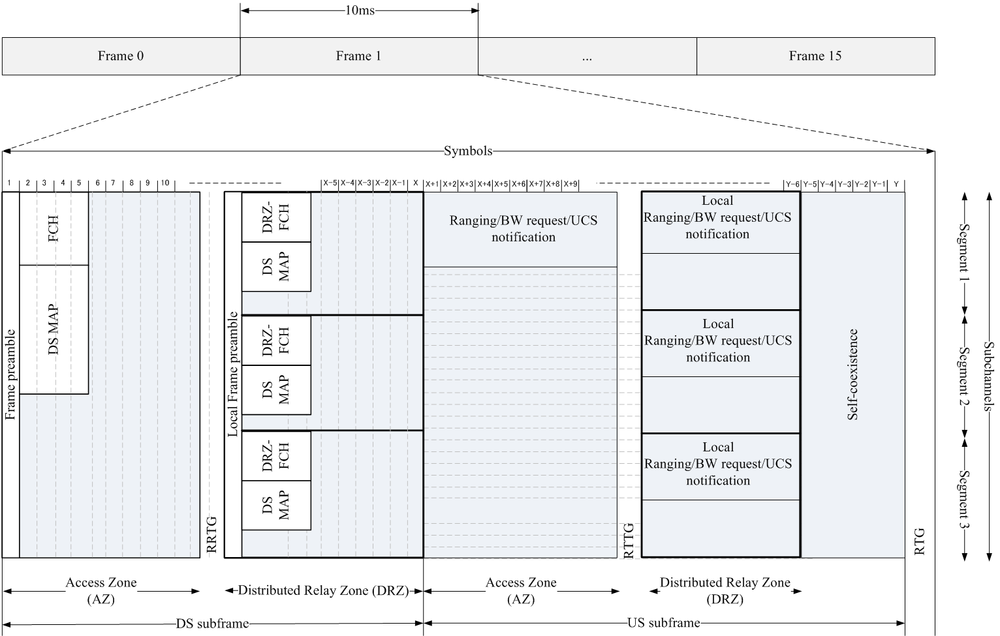 10ms
Frame 0
Frame 1
...
Frame 15
Symbols
1 2 3 4 5 6 7 8 9 10
X-5 X-4 X-3 X-2 X-1 X
X+1 X+2 X+3 X+4 X+5 X+6 X+7 X+8 X+9
Y-6 Y-5 Y-4 Y-3 Y-2 Y-1 Y
Frame preamble
FCH
DS MAP
RRTG
Local Frame preamble
DRZ-
FCH
DS
MAP
DRZ-
FCH
DS
MAP
DRZ-
FCH
DS
MAP
Ranging/BW request/UCS
notification
RTTG
Local
Ranging/BW request/UCS
notification
Local
Ranging/BW request/UCS
notification
Local
Ranging/BW request/UCS
notification
Self-coexistence
RTG
Segment 1
Segment 2
Segment 3
Subchannels
Access Zone
(AZ)
Distributed Relay Zone (DRZ)
Access Zone
(AZ)
Distributed Relay Zone
(DRZ)
DS subframe
US subframe